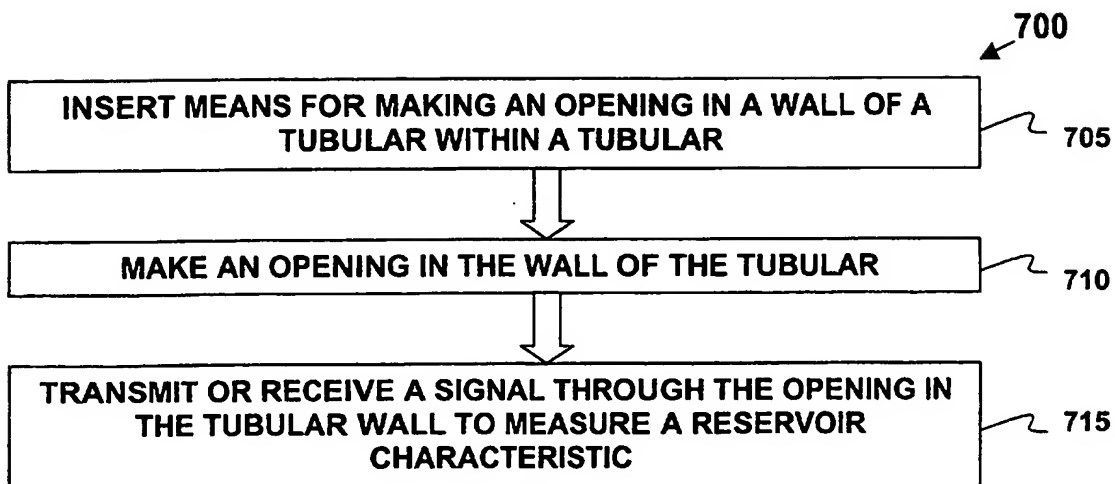 700
INSERT MEANS FOR MAKING AN OPENING IN A WALL OF A
TUBULAR WITHIN A TUBULAR
705
MAKE AN OPENING IN THE WALL OF THE TUBULAR
710
TRANSMIT OR RECEIVE A SIGNAL THROUGH THE OPENING IN
THE TUBULAR WALL TO MEASURE A RESERVOIR
CHARACTERISTIC
715